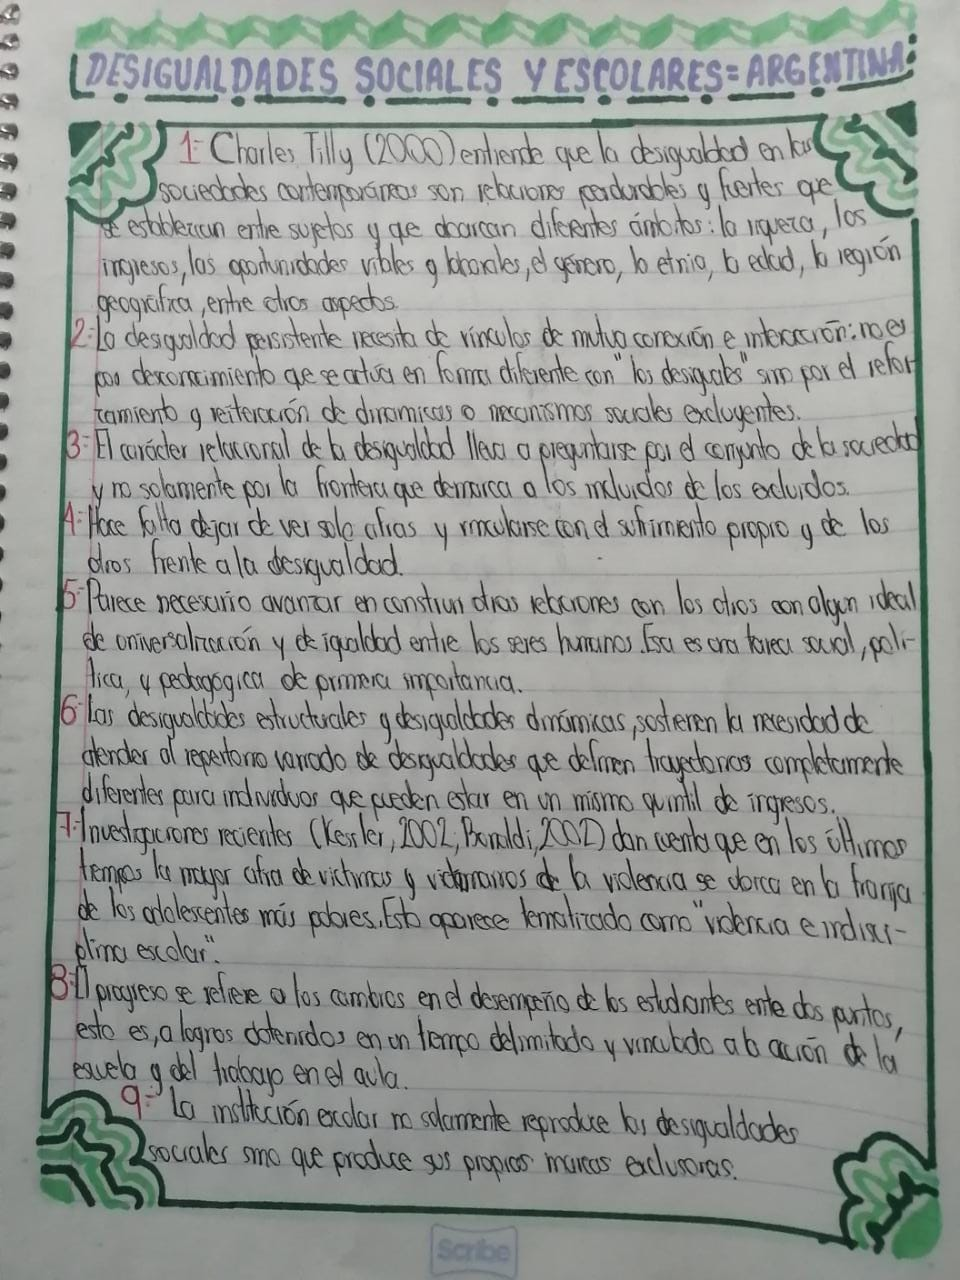 DESIGUALDADES SOCIALES Y ESCOLARES = ARGENTINA
1- Charles Tilly (2000) entiende que la desigualdad en las
sociedades contemporáneas son relaciones perdurables y fuertes que
se establecen entre sujetos y que abarcan diferentes ámbitos: la riqueza, los
ingresos, las oportunidades vitales y laborales, el género, la etnia, la edad, la región
geográfica, entre otros aspectos.
2- La desigualdad persistente necesita de vínculos de mutua conexión e interacción: no es
por desconocimiento que se actúa en forma diferente con "los desiguales" sino por el refor-
zamiento y reiteración de dinámicas o mecanismos sociales excluyentes.
3- El carácter relacional de la desigualdad lleva a preguntarse por el conjunto de la sociedad
y no solamente por la frontera que demarca a los incluidos de los excluidos.
4- Hace falta dejar de ver solo cifras y vincularse con el sufrimiento propio y de los
otros frente a la desigualdad.
5- Parece necesario avanzar en construir otras relaciones con los otros con algun ideal
de universalización y de igualdad entre los seres humanos. Esa es una tarea social, polí-
tica, y pedagógica de primera importancia.
6- Las desigualdades estructurales y desigualdades dinámicas, sostienen la necesidad de
atender al repertorio variado de desigualdades que definen trayectorias completamente
diferentes para individuos que pueden estar en un mismo quintil de ingresos.
7- Investigaciones recientes (Kessler, 2002; Bonaldi, 2002) dan cuenta que en los últimos
tiempos la mayor cifra de victimas y victimarios de la violencia se ubica en la franja
de los adolescentes más pobres. Esto aparece tematizado como "violencia e indisci-
plina escolar".
8- El progreso se refiere a los cambios en el desempeño de los estudiantes ente dos puntos,
esto es, a logros obtenidos en un tiempo delimitado y vinculado a la acción de la
escuela y del trabajo en el aula.
9- La institución escolar no solamente reproduce las desigualdades
sociales sino que produce sus propias marcas exclusoras.
Scribe